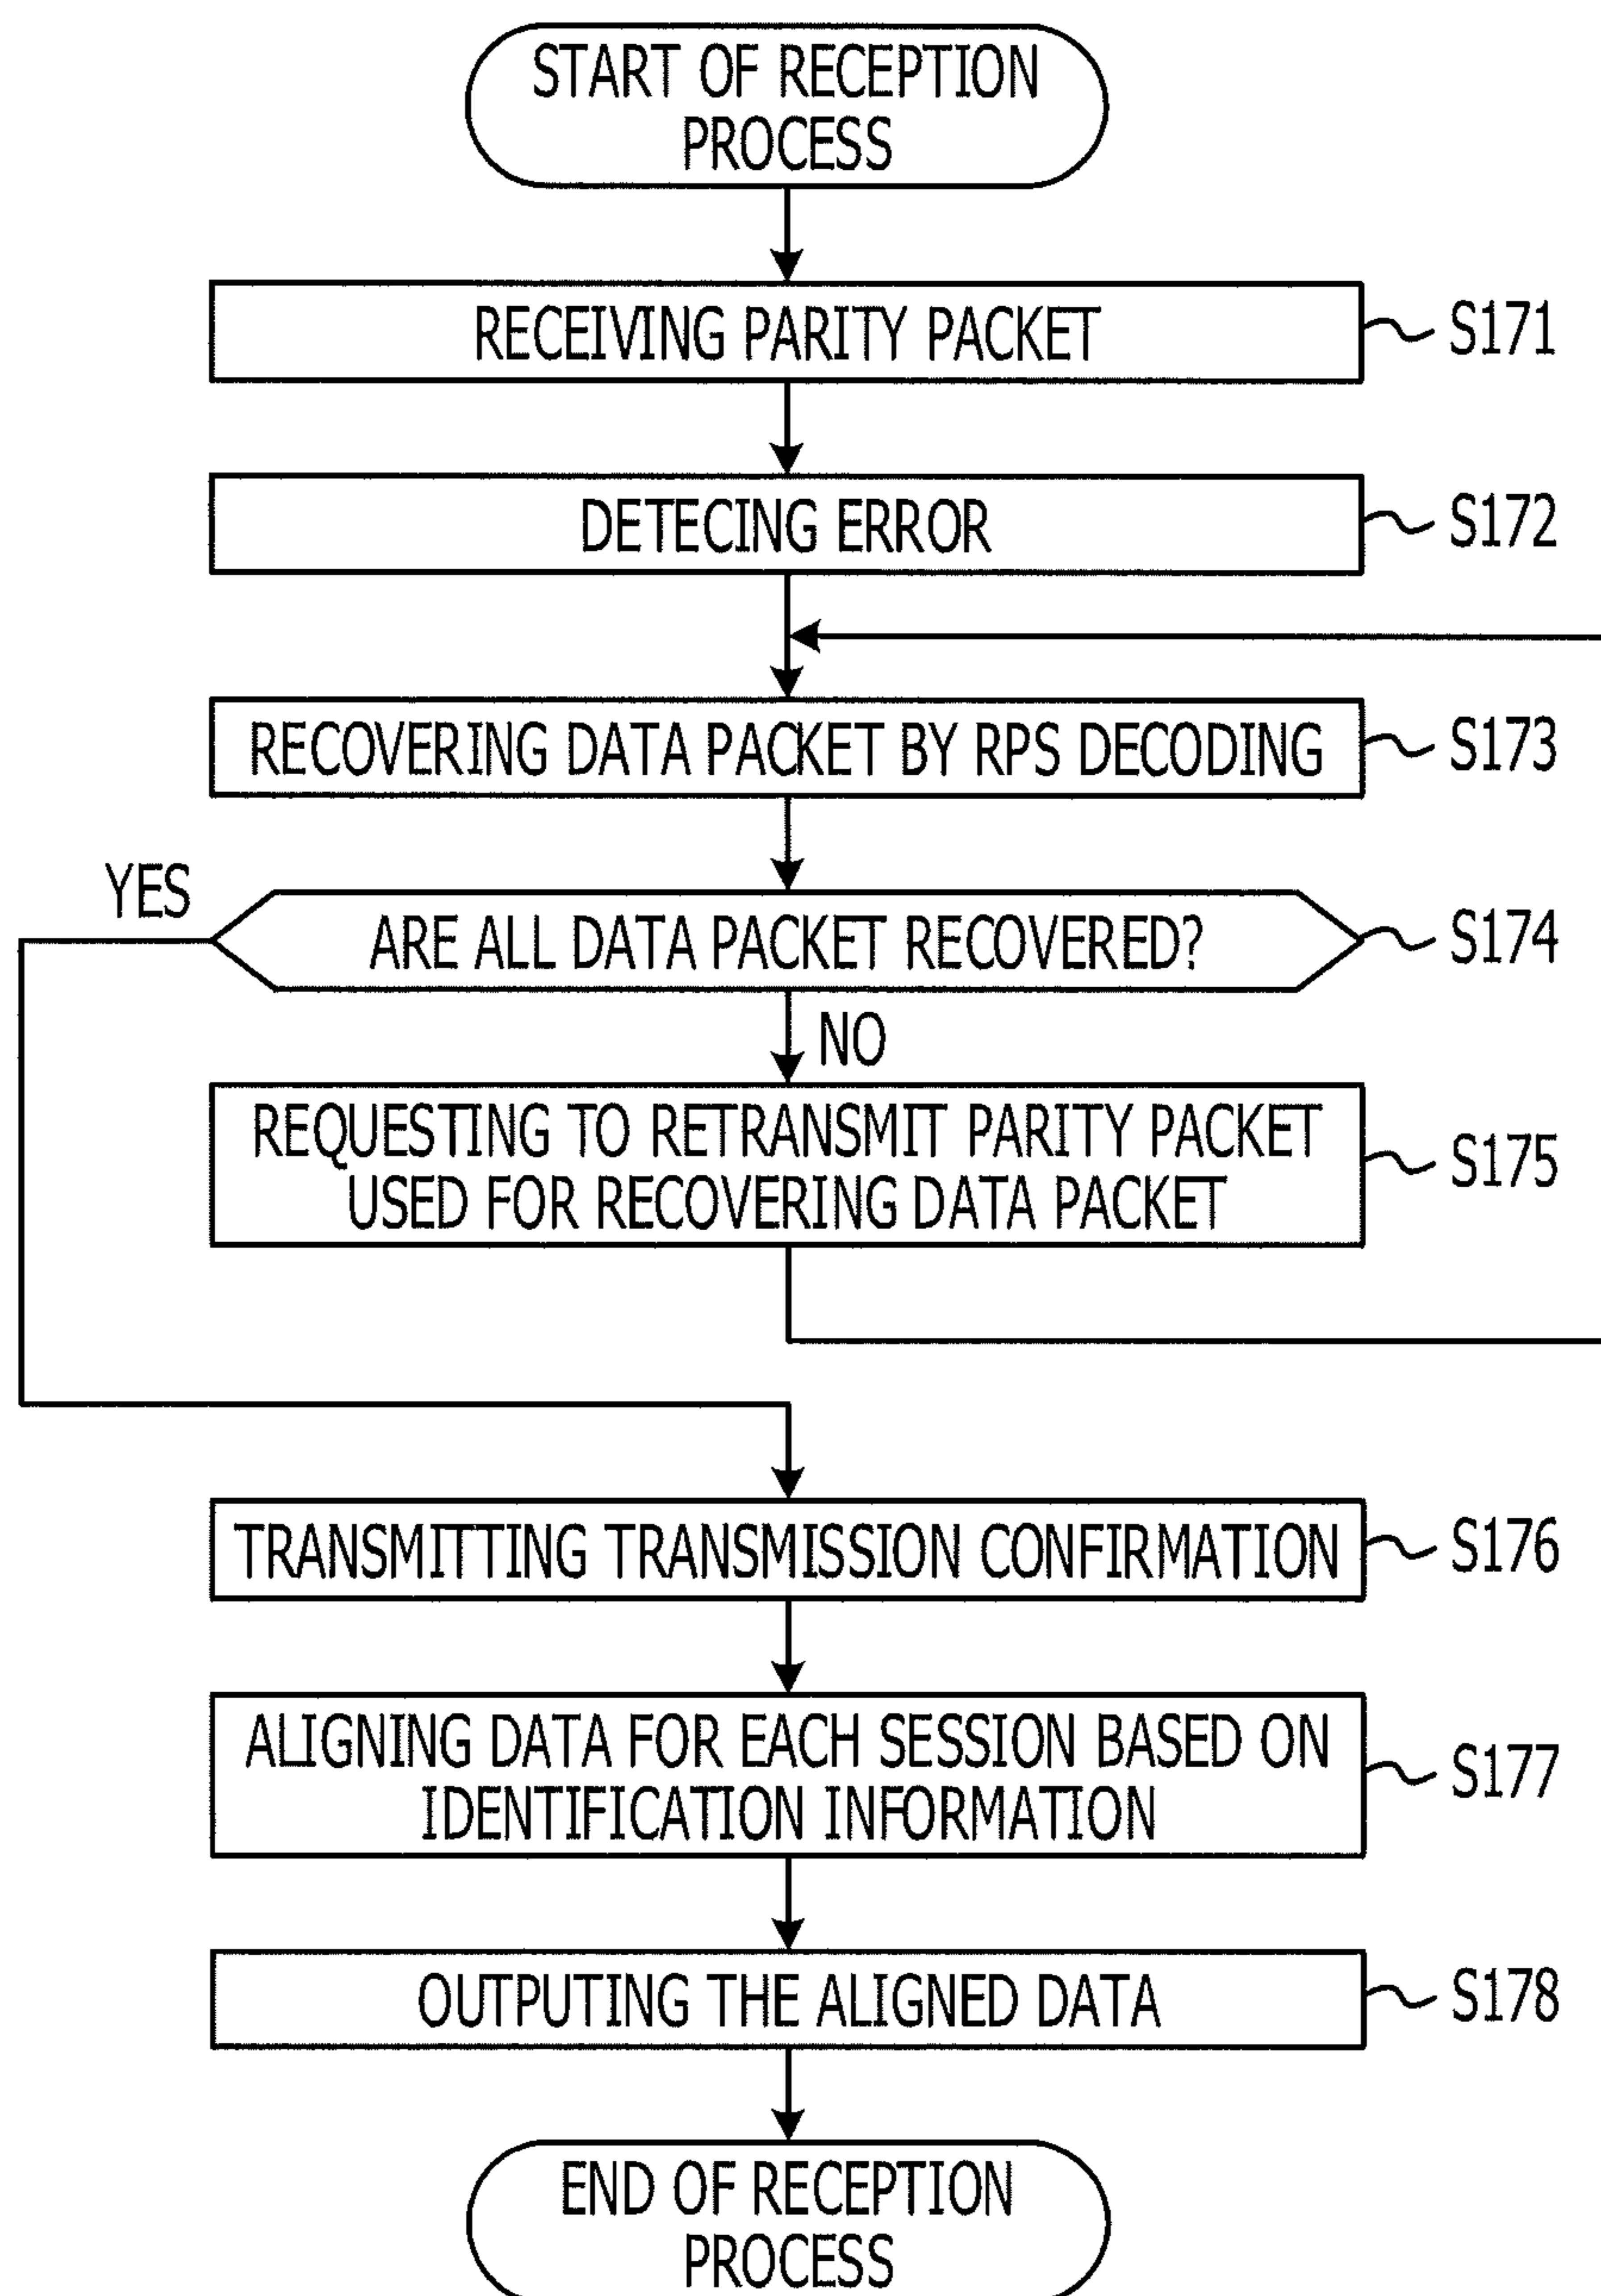 START OF RECEPTION
PROCESS
RECEIVING PARITY PACKET
S171
DETECING ERROR
S172
RECOVERING DATA PACKET BY RPS DECODING
S173
YES
ARE ALL DATA PACKET RECOVERED?
S174
NO
REQUESTING TO RETRANSMIT PARITY PACKET
USED FOR RECOVERING DATA PACKET
S175
TRANSMITTING TRANSMISSION CONFIRMATION
S176
ALIGNING DATA FOR EACH SESSION BASED ON
IDENTIFICATION INFORMATION
S177
OUTPUTING THE ALIGNED DATA
S178
END OF RECEPTION
PROCESS